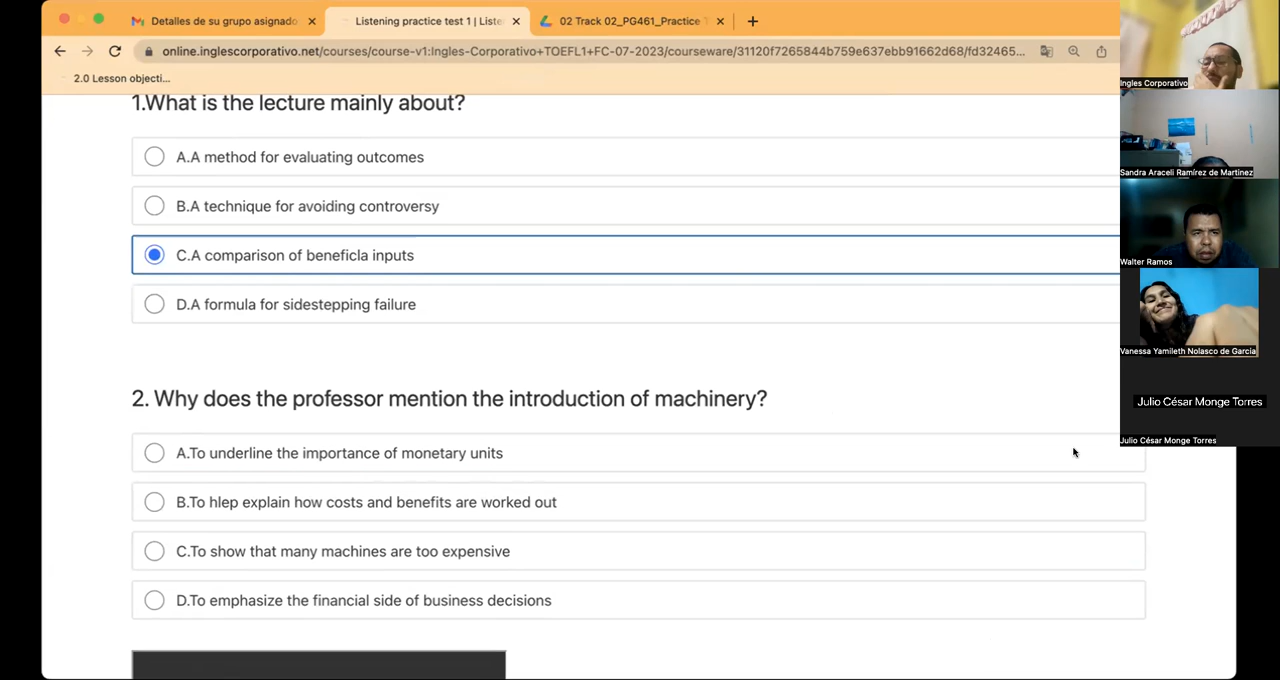 Detalles de su grupo asignado
Listening practice test 1 | Liste
02 Track 02_PG461_Practice T
online.inglescorporativo.net/courses/course-v1:Ingles-Corporativo+TOEFL1+FC-07-2023/courseware/31120f7265844b759e637ebb91662d68/fd32465...
2.0 Lesson objecti...
1.What is the lecture mainly about?
A.A method for evaluating outcomes
B.A technique for avoiding controversy
C.A comparison of beneficla inputs
D.A formula for sidestepping failure
2. Why does the professor mention the introduction of machinery?
A.To underline the importance of monetary units
B.To hlep explain how costs and benefits are worked out
C.To show that many machines are too expensive
D.To emphasize the financial side of business decisions
Ingles Corporativo
Sandra Araceli Ramírez de Martinez
Walter Ramos
Vanessa Yamileth Nolasco de Garcia
Julio César Monge Torres
Julio César Monge Torres